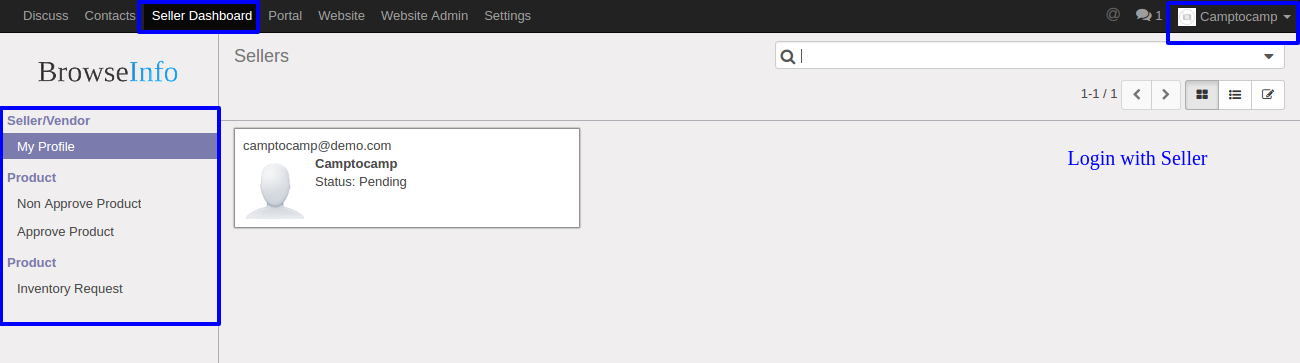 Discuss Contacts Seller Dashboard Portal Website Website Admin Settings @ 1 Camptocamp
BrowseInfo
Sellers
1-1 / 1
Seller/Vendor
My Profile
Product
Non Approve Product
Approve Product
Product
Inventory Request
camptocamp@demo.com
Camptocamp
Status: Pending
Login with Seller